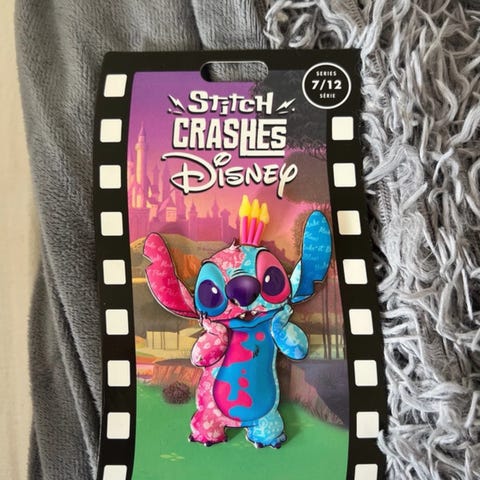 SERIES
7/12
SÉRIE
STITCH
CRASHES
Disney